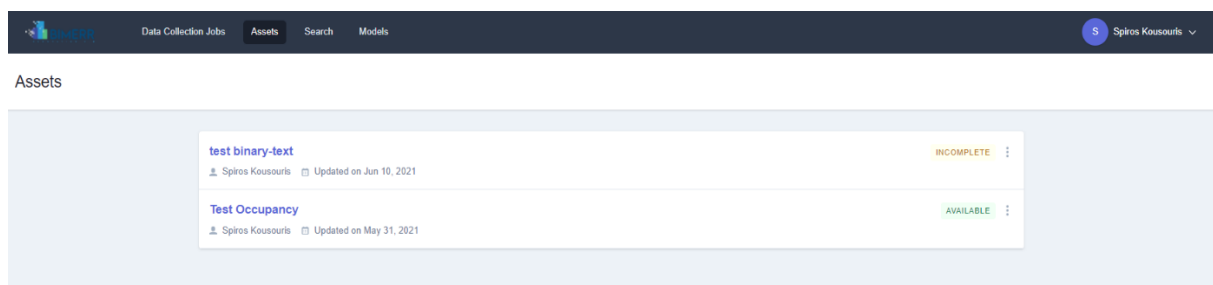 Data Collection Jobs Assets Search Models S Spiros Kousouris
Assets
test binary-text INCOMPLETE
Spiros Kousouris Updated on Jun 10, 2021
Test Occupancy AVAILABLE
Spiros Kousouris Updated on May 31, 2021